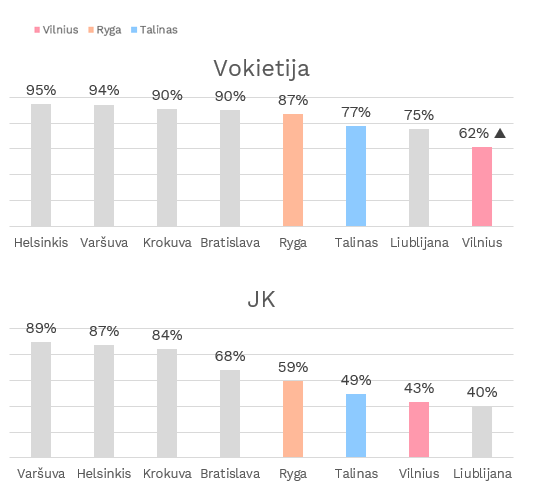 Vilnius Ryga Talinas
Vokietija
95% 94% 90% 90% 87% 77% 75% 62% ▲
Helsinkis Varšuva Krokuva Bratislava Ryga Talinas Liublijana Vilnius
JK
89% 87% 84% 68% 59% 49% 43% 40%
Varšuva Helsinkis Krokuva Bratislava Ryga Talinas Vilnius Liublijana